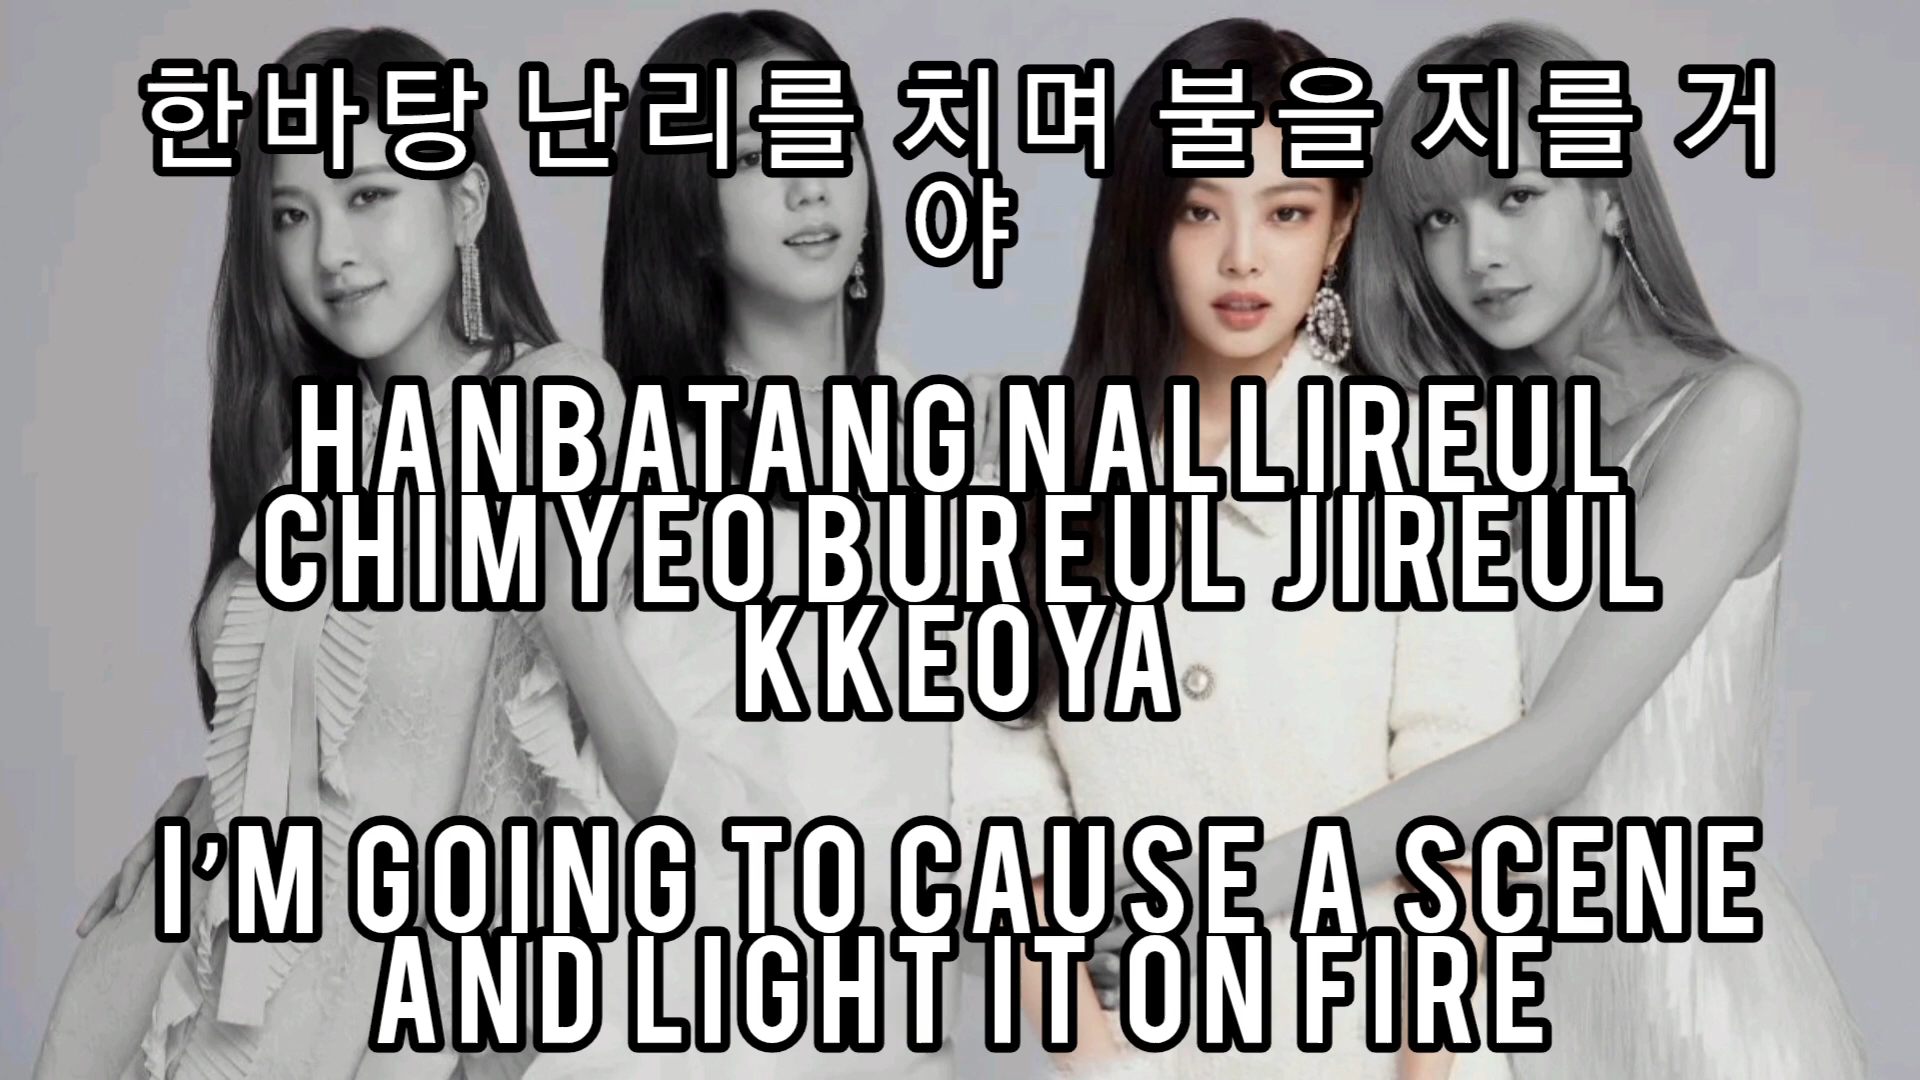 한바탕 난리를 치며 불을 지를 거
야
HANBATANG NALLIREUL
CHIMYEO BUREUL JIREUL
KKEOYA
I'M GOING TO CAUSE A SCENE
AND LIGHT IT ON FIRE